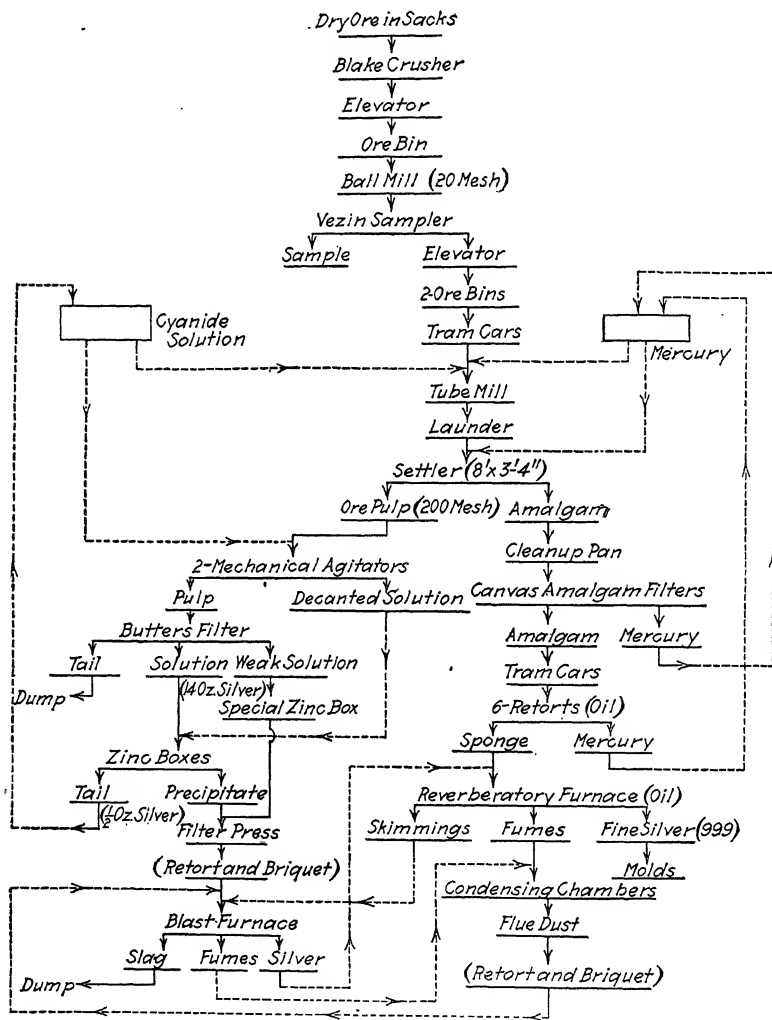 Dry Ore in Sacks
Blake Crusher
Elevator
Ore Bin
Ball Mill (20 Mesh)
Vezin Sampler
Sample
Elevator
2-Ore Bins
Cyanide
Solution
Tram Cars
Mercury
Tube Mill
Launder
Settler (8'x3'-4")
Ore Pulp (200 Mesh)
Amalgam
Cleanup Pan
2-Mechanical Agitators
Pulp
Decanted Solution
Canvas Amalgam Filters
Butters Filter
Amalgam
Mercury
Tail
Solution
Weak Solution
Tram Cars
Dump
(140z. Silver)
Special Zinc Box
6-Retorts (Oil)
Sponge
Mercury
Zinc Boxes
Tail
Precipitate
(½ Oz. Silver)
Reverberatory Furnace (Oil)
Filter Press
Skimmings
Fumes
Fine Silver (999)
(Retort and Briquet)
Molds
Condensing Chambers
Blast Furnace
Flue Dust
Slag
Fumes
Silver
(Retort and Briquet)
Dump